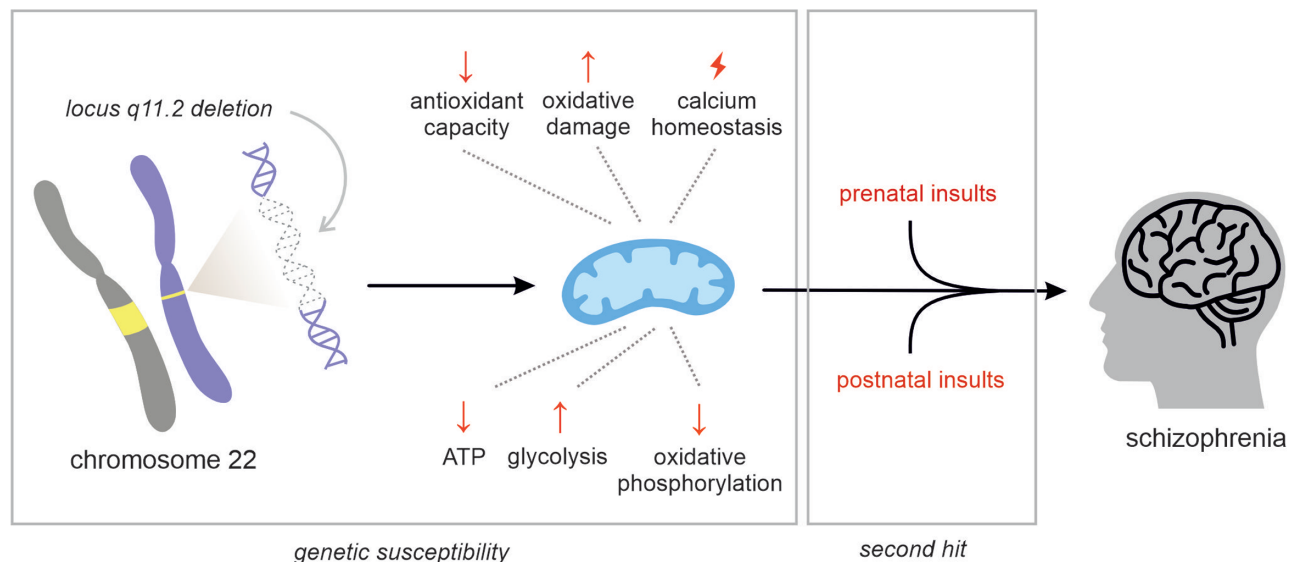 locus q11.2 deletion
antioxidant
capacity
oxidative
damage
calcium
homeostasis
chromosome 22
ATP
glycolysis
oxidative
phosphorylation
genetic susceptibility
prenatal insults
postnatal insults
second hit
schizophrenia